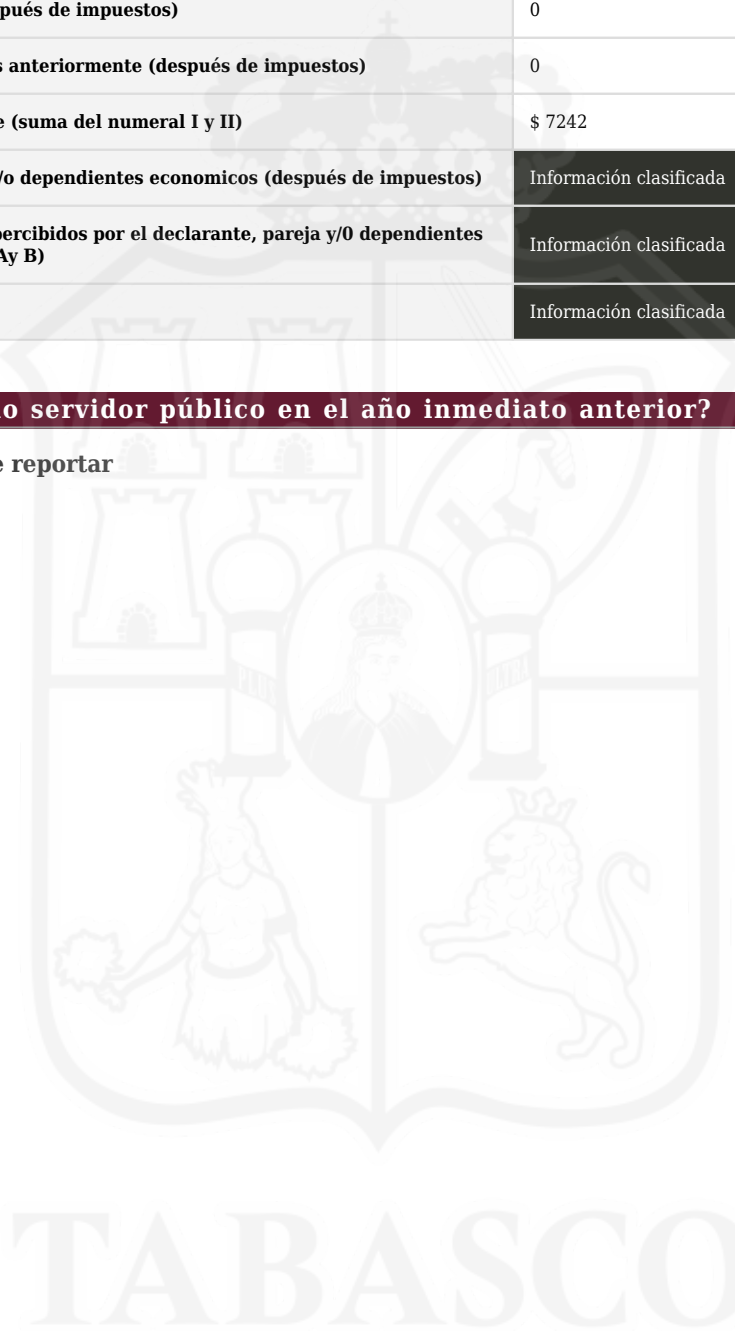 pués de impuestos)
0
s anteriormente (después de impuestos)
0
e (suma del numeral I y II)
$ 7242
/o dependientes economicos (después de impuestos)
Información clasificada
percibidos por el declarante, pareja y/0 dependientes
Ay B)
Información clasificada
Información clasificada
o servidor público en el año inmediato anterior?
e reportar
PLUS
ULTRA
TABASCO